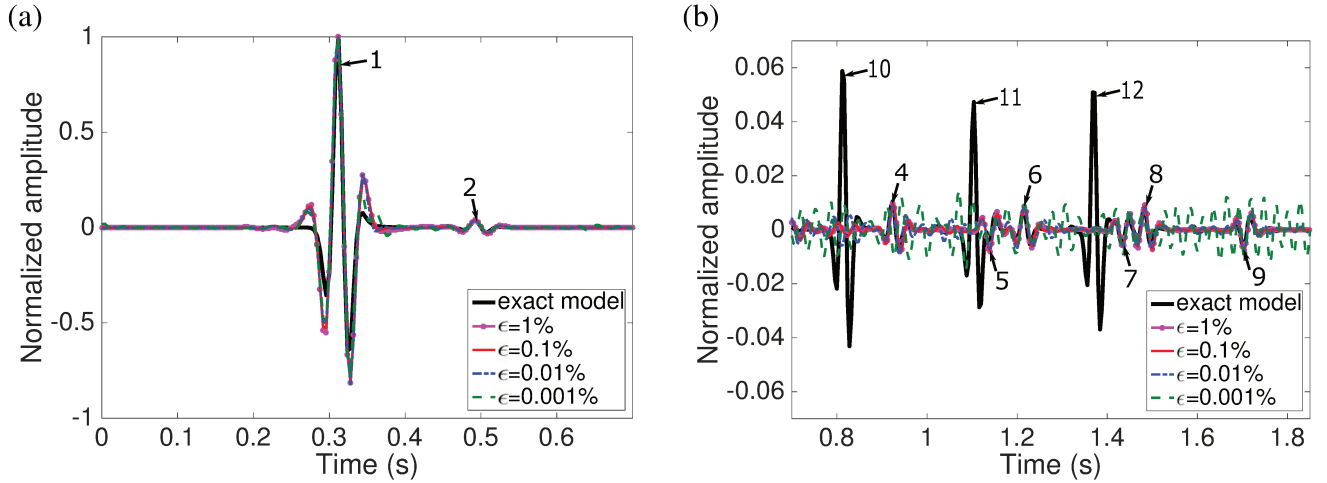 (a)
Normalized amplitude
1
0.5
0
-0.5
-1
1
2
exact model
ϵ=1%
ϵ=0.1%
ϵ=0.01%
ϵ=0.001%
0 0.1 0.2 0.3 0.4 0.5 0.6
Time (s)
(b)
Normalized amplitude
0.06
0.04
0.02
0
-0.02
-0.04
-0.06
10
11
12
4
6
8
5
7
9
exact model
ϵ=1%
ϵ=0.1%
ϵ=0.01%
ϵ=0.001%
0.8 1 1.2 1.4 1.6 1.8
Time (s)